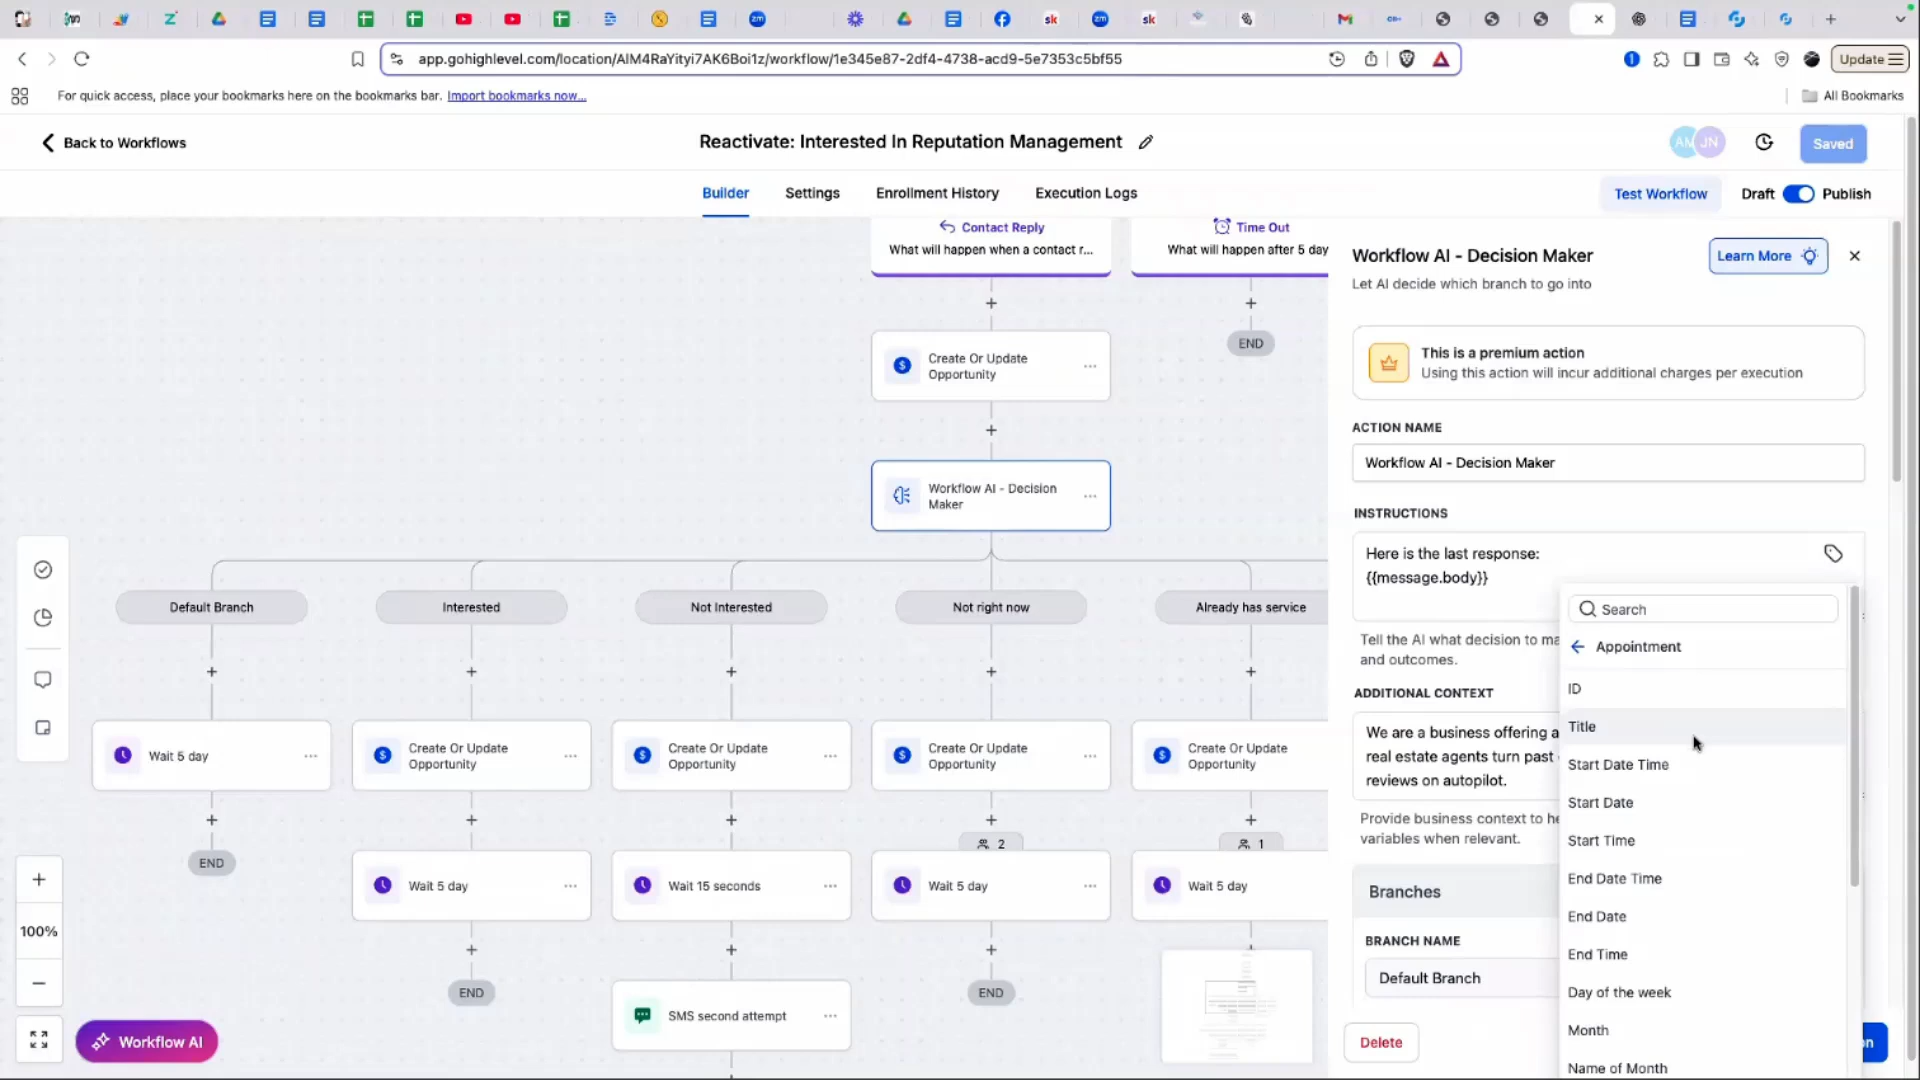 app.gohighlevel.com/location/AIM4RaYityi7AK6Boi1z/workflow/1e345e87-2df4-4738-acd9-5e7353c5bf55
Update
For quick access, place your bookmarks here on the bookmarks bar. Import bookmarks now...
All Bookmarks
Back to Workflows
Reactivate: Interested In Reputation Management
AM JN
Saved
Builder
Settings
Enrollment History
Execution Logs
Test Workflow
Draft
Publish
Contact Reply
What will happen when a contact r...
Time Out
What will happen after 5 day
END
Create Or Update
Opportunity
Workflow AI - Decision
Maker
Default Branch
Interested
Not Interested
Not right now
Already has service
Wait 5 day
Create Or Update
Opportunity
Create Or Update
Opportunity
Create Or Update
Opportunity
Create Or Update
Opportunity
END
2
1
Wait 5 day
Wait 15 seconds
Wait 5 day
Wait 5 day
END
END
SMS second attempt
100%
Workflow AI
Workflow AI - Decision Maker
Let AI decide which branch to go into
Learn More
This is a premium action
Using this action will incur additional charges per execution
ACTION NAME
Workflow AI - Decision Maker
INSTRUCTIONS
Here is the last response:
{{message.body}}
Tell the AI what decision to ma
and outcomes.
ADDITIONAL CONTEXT
We are a business offering a
real estate agents turn past
reviews on autopilot.
Provide business context to he
variables when relevant.
Branches
BRANCH NAME
Default Branch
Delete
on
Search
Appointment
ID
Title
Start Date Time
Start Date
Start Time
End Date Time
End Date
End Time
Day of the week
Month
Name of Month